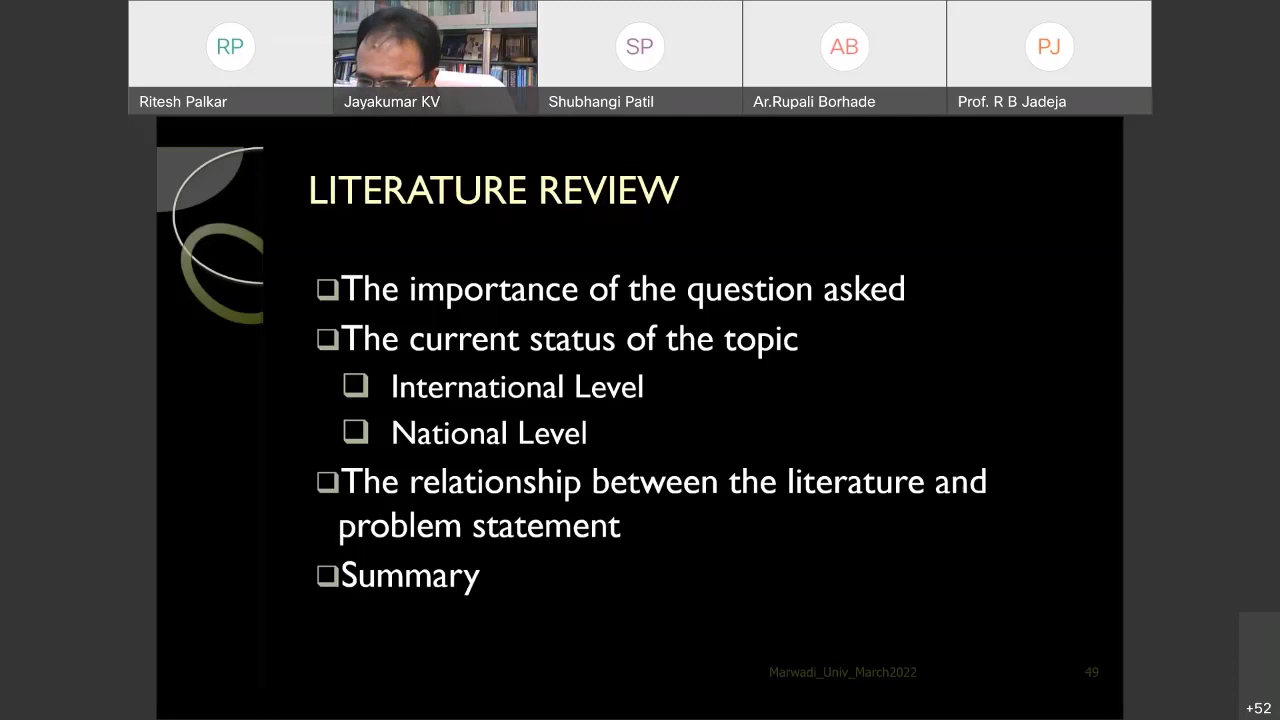 RP
SP
AB
PJ
Ritesh Palkar
Jayakumar KV
Shubhangi Patil
Ar.Rupali Borhade
Prof. R B Jadeja
LITERATURE REVIEW
The importance of the question asked
The current status of the topic
International Level
National Level
The relationship between the literature and
problem statement
Summary
Marwadi_Univ_March2022
49
+52